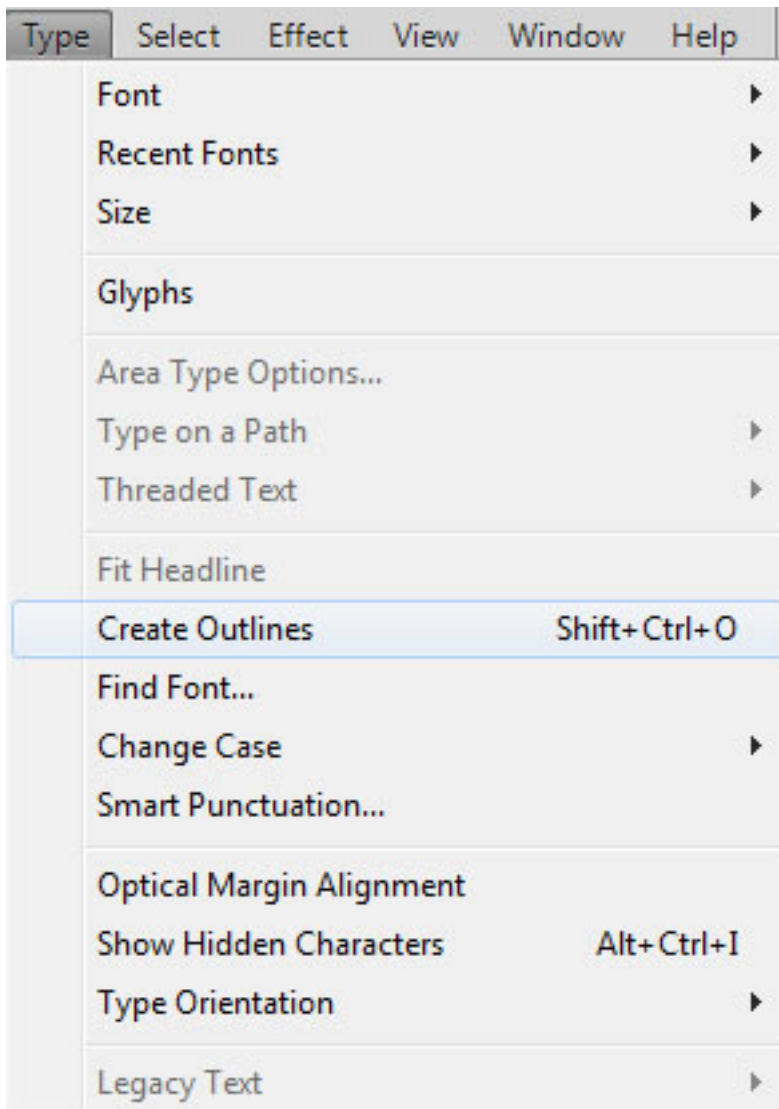 Type Select Effect View Window Help
Font
Recent Fonts
Size
Glyphs
Area Type Options...
Type on a Path
Threaded Text
Fit Headline
Create Outlines Shift+Ctrl+O
Find Font...
Change Case
Smart Punctuation...
Optical Margin Alignment
Show Hidden Characters Alt+Ctrl+I
Type Orientation
Legacy Text